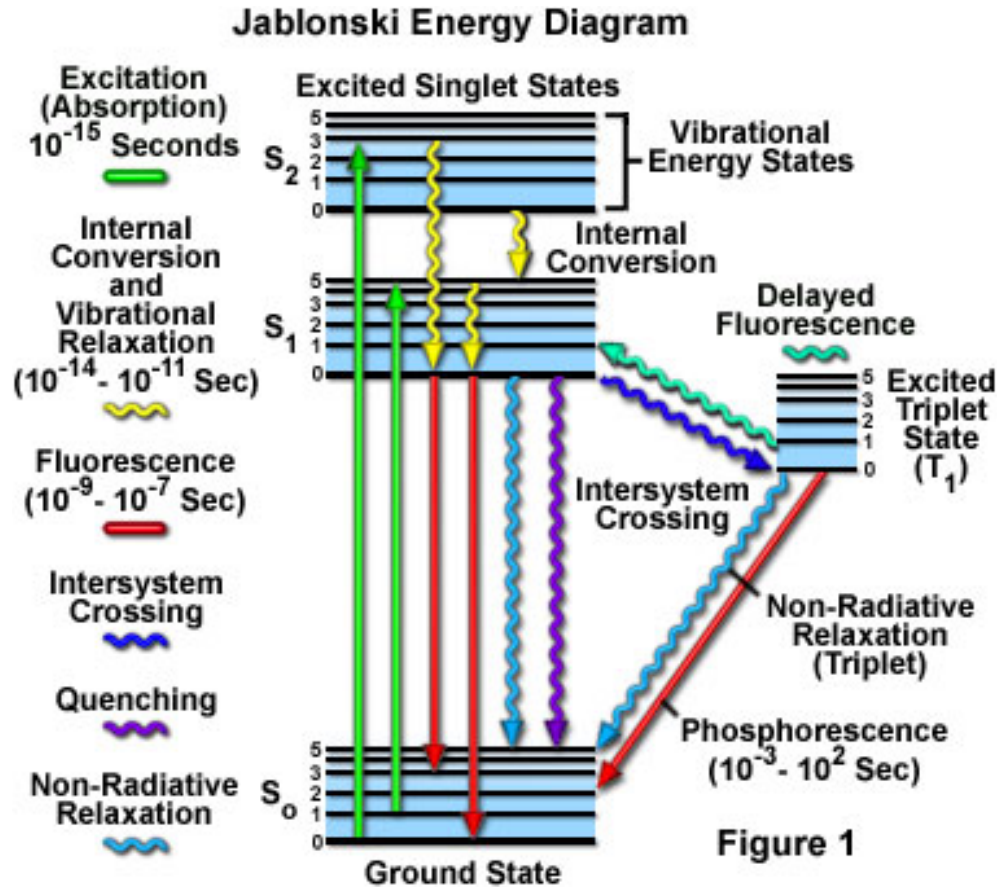 Jablonski Energy Diagram
Excitation
(Absorption)
10⁻¹⁵ Seconds
Internal
Conversion
and
Vibrational
Relaxation
(10⁻¹⁴ - 10⁻¹¹ Sec)
Fluorescence
(10⁻⁹ - 10⁻⁷ Sec)
Intersystem
Crossing
Quenching
Non-Radiative
Relaxation
Excited Singlet States
S₂
5
3
2
1
0
Vibrational
Energy States
Internal
Conversion
S₁
5
3
2
1
0
Delayed
Fluorescence
5
3
2
1
0
Excited
Triplet
State
(T₁)
Intersystem
Crossing
Non-Radiative
Relaxation
(Triplet)
Phosphorescence
(10⁻³ - 10² Sec)
Sₒ
5
3
2
1
0
Ground State
Figure 1